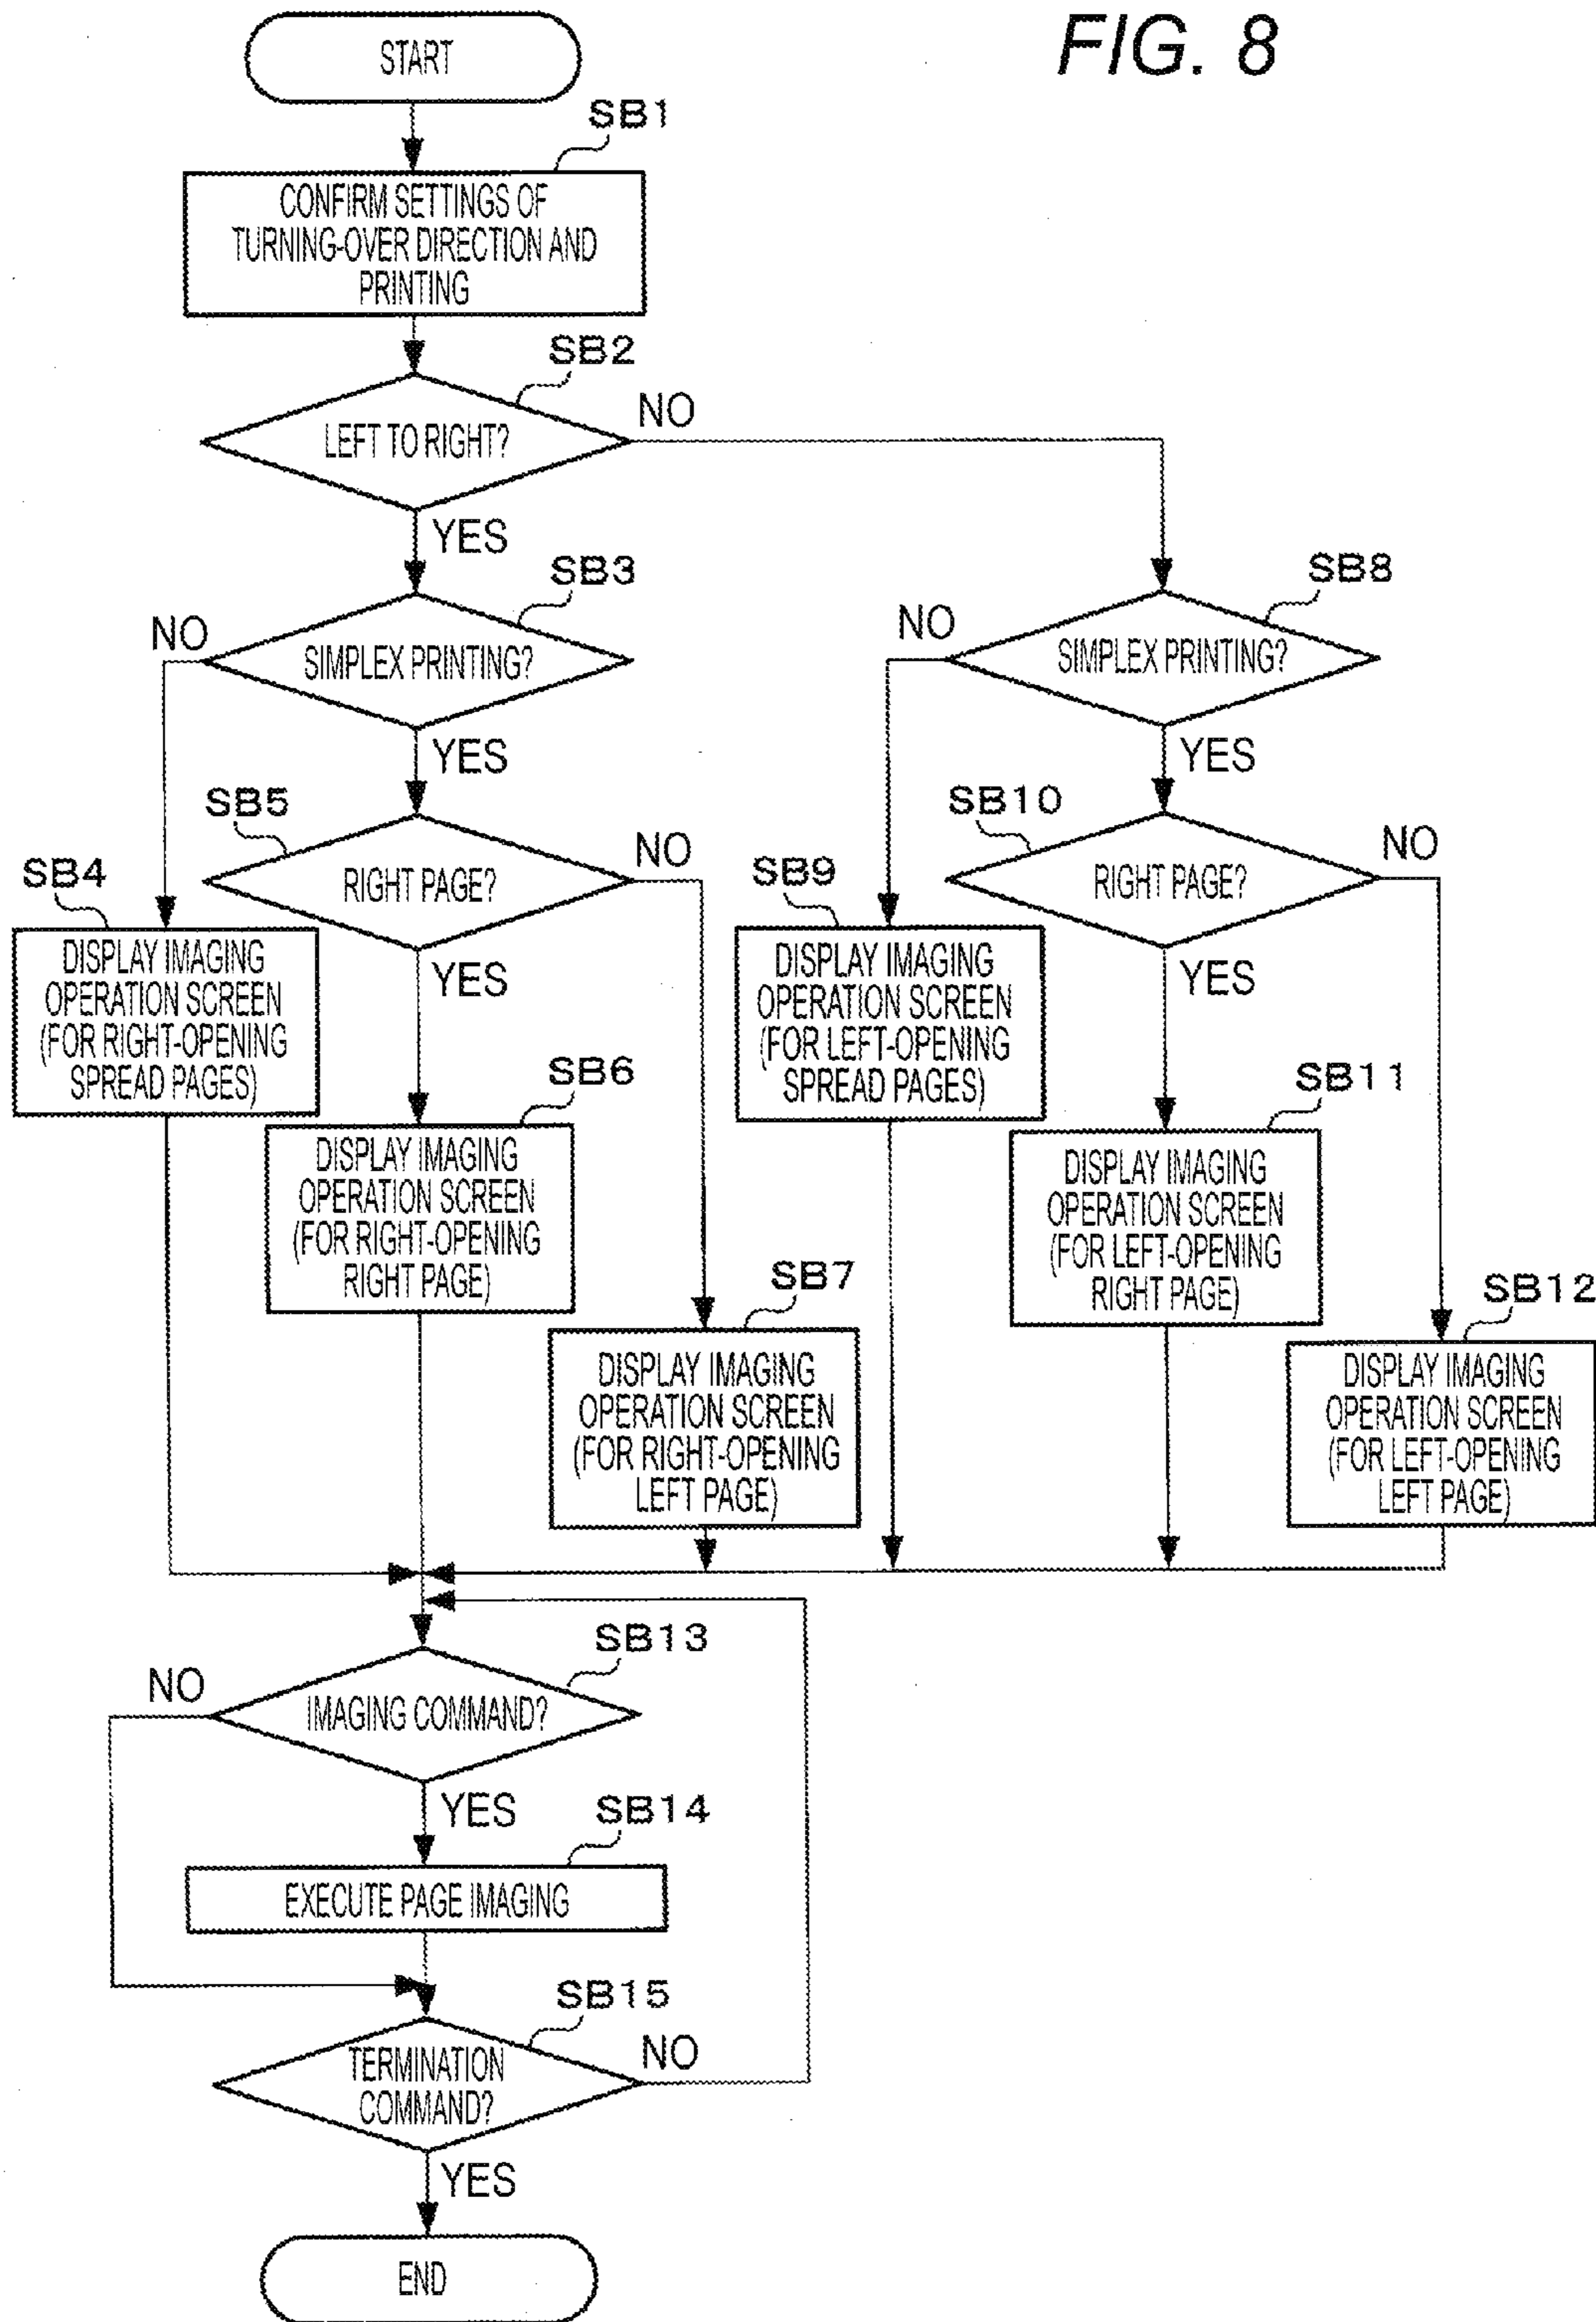 FIG. 8
START
SB1
CONFIRM SETTINGS OF
TURNING-OVER DIRECTION AND
PRINTING
SB2
LEFT TO RIGHT?
NO
YES
SB3
NO
SIMPLEX PRINTING?
YES
SB8
NO
SIMPLEX PRINTING?
YES
SB5
RIGHT PAGE?
NO
YES
SB10
RIGHT PAGE?
NO
YES
SB4
DISPLAY IMAGING
OPERATION SCREEN
(FOR RIGHT-OPENING
SPREAD PAGES)
SB9
DISPLAY IMAGING
OPERATION SCREEN
(FOR LEFT-OPENING
SPREAD PAGES)
SB6
DISPLAY IMAGING
OPERATION SCREEN
(FOR RIGHT-OPENING
RIGHT PAGE)
SB11
DISPLAY IMAGING
OPERATION SCREEN
(FOR LEFT-OPENING
RIGHT PAGE)
SB7
DISPLAY IMAGING
OPERATION SCREEN
(FOR RIGHT-OPENING
LEFT PAGE)
SB12
DISPLAY IMAGING
OPERATION SCREEN
(FOR LEFT-OPENING
LEFT PAGE)
SB13
NO
IMAGING COMMAND?
YES
SB14
EXECUTE PAGE IMAGING
SB15
TERMINATION
COMMAND?
NO
YES
END